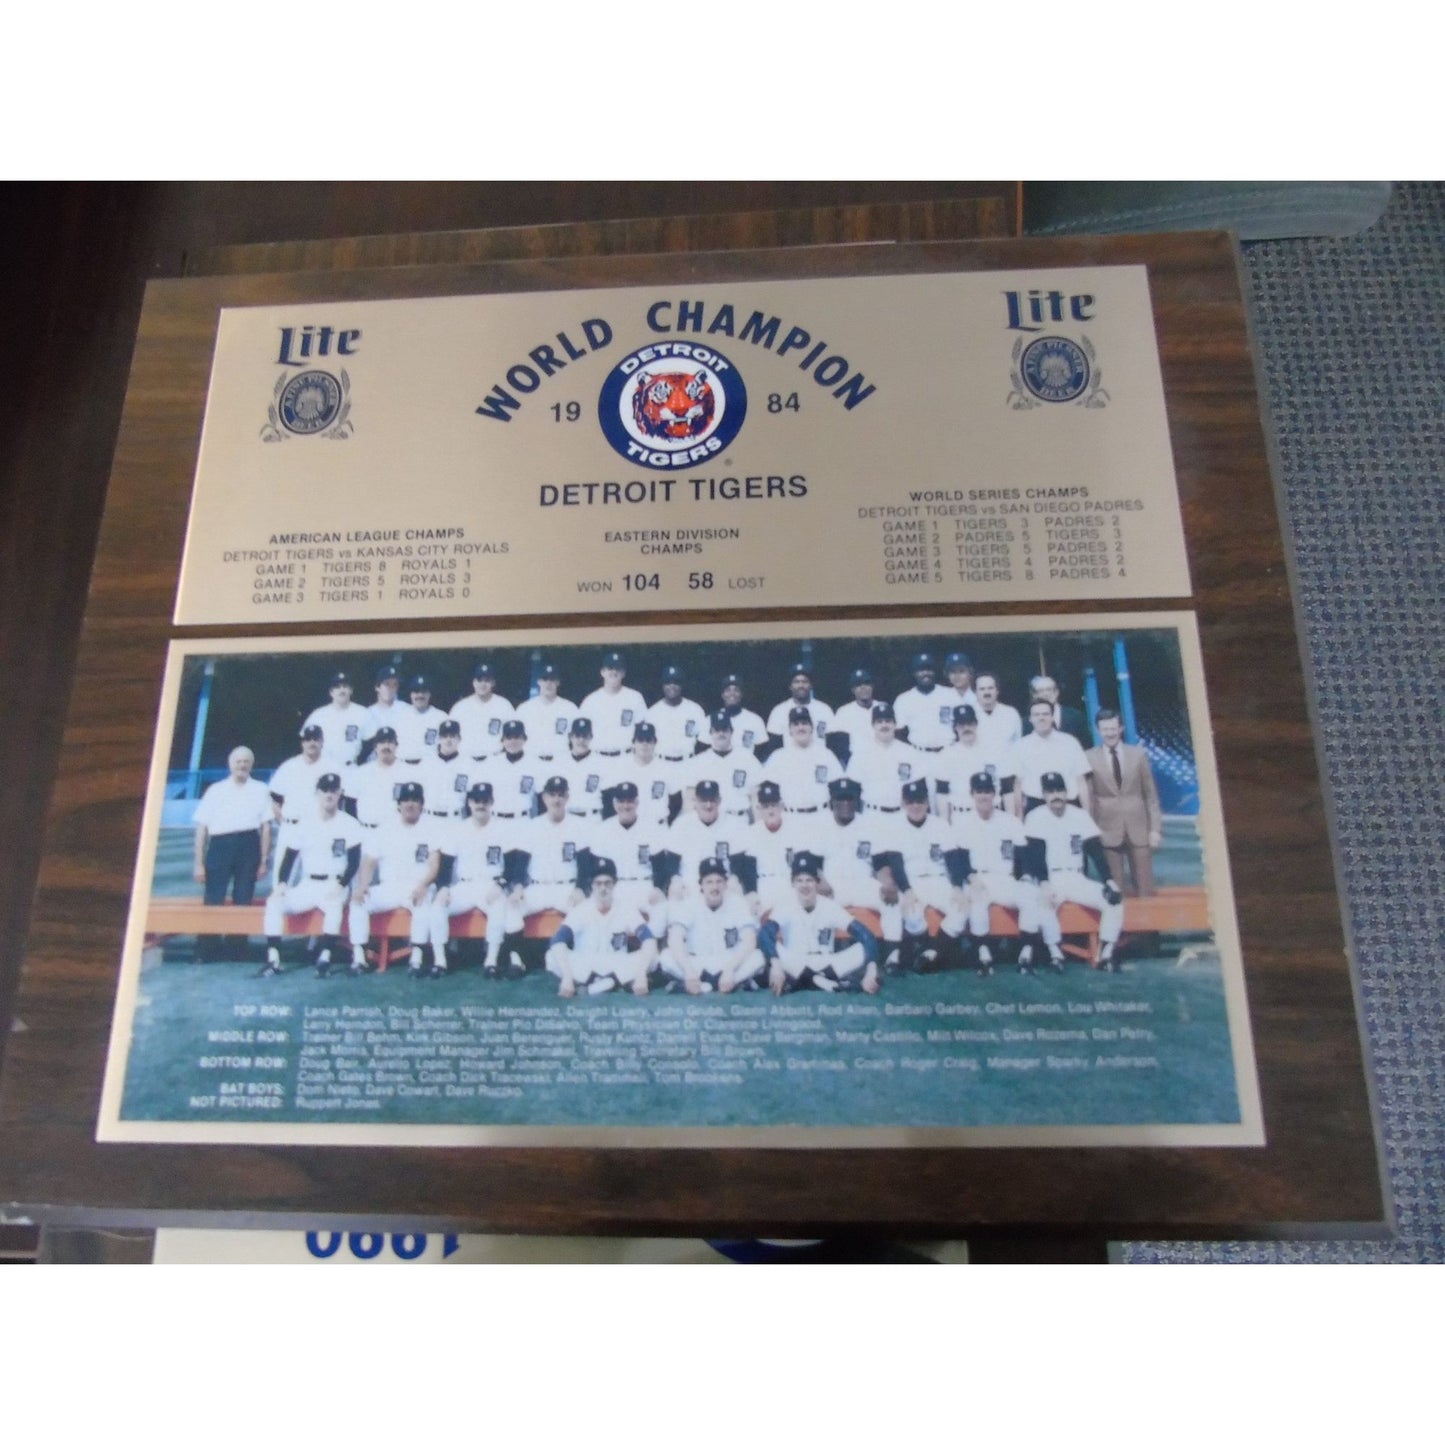 Lite
A FINE PILSNER BEER
WORLD CHAMPION
19 84
DETROIT TIGERS
®
Lite
A FINE PILSNER BEER
DETROIT TIGERS
AMERICAN LEAGUE CHAMPS
DETROIT TIGERS vs KANSAS CITY ROYALS
GAME 1 TIGERS 8 ROYALS 1
GAME 2 TIGERS 5 ROYALS 3
GAME 3 TIGERS 1 ROYALS 0
EASTERN DIVISION
CHAMPS
WON 104 58 LOST
WORLD SERIES CHAMPS
DETROIT TIGERS vs SAN DIEGO PADRES
GAME 1 TIGERS 3 PADRES 2
GAME 2 PADRES 5 TIGERS 3
GAME 3 TIGERS 5 PADRES 2
GAME 4 TIGERS 4 PADRES 2
GAME 5 TIGERS 8 PADRES 4
TOP ROW: Lance Parrish, Doug Baker, Willie Hernandez, Dwight Lowry, John Grubb, Glenn Abbott, Rod Allen, Barbaro Garbey, Chet Lemon, Lou Whitaker,
Larry Herndon, Bill Scherrer, Trainer Pio DiSalvo, Team Physician Dr. Clarence Livingood.
MIDDLE ROW: Trainer Bill Behm, Kirk Gibson, Juan Berenguer, Rusty Kuntz, Darrell Evans, Dave Bergman, Marty Castillo, Milt Wilcox, Dave Rozema, Dan Petry,
Jack Morris, Equipment Manager Jim Schmakel, Traveling Secretary Bill Brown.
BOTTOM ROW: Doug Bair, Aurelio Lopez, Howard Johnson, Coach Billy Consolo, Coach Alex Grammas, Coach Roger Craig, Manager Sparky Anderson,
Coach Gates Brown, Coach Dick Tracewski, Alan Trammell, Tom Brookens.
BAT BOYS: Dom Nieto, Dave Cowart, Dave Ruczko.
NOT PICTURED: Ruppert Jones.
1990